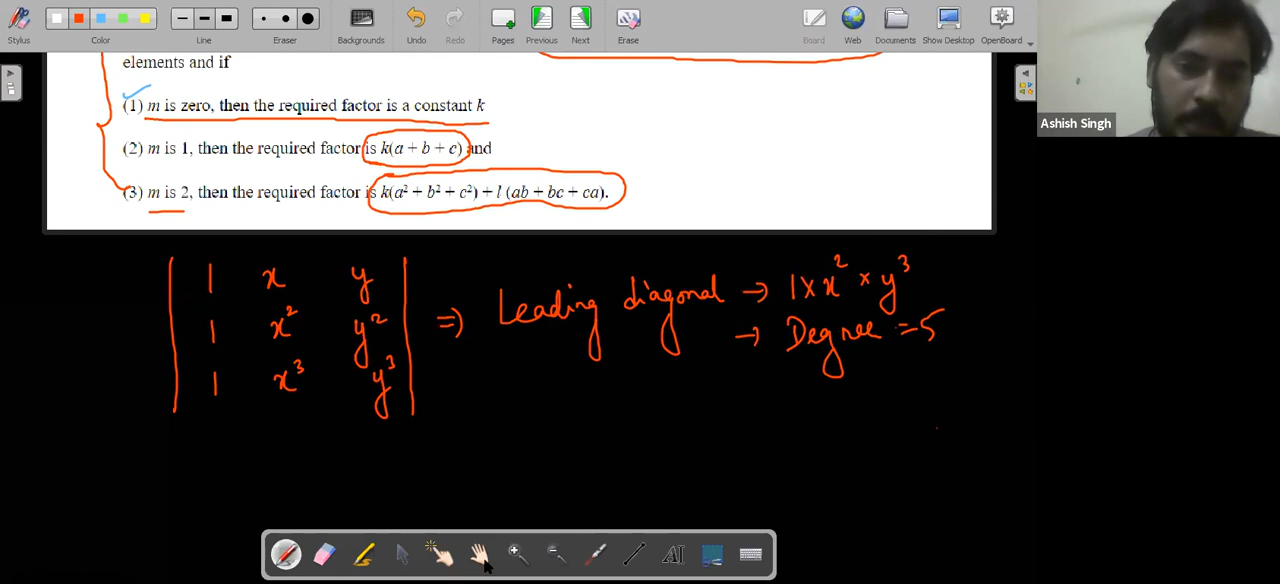 Stylus Color Line Eraser Backgrounds Undo Redo Pages Previous Next Erase Board Web Documents Show Desktop OpenBoard
elements and if
(1) m is zero, then the required factor is a constant k
(2) m is 1, then the required factor is k(a + b + c) and
(3) m is 2, then the required factor is k(a² + b² + c²) + l (ab + bc + ca).
Ashish Singh
| 1 x y |
| 1 x² y² | ⇒ Leading diagonal → 1 × x² × y³
| 1 x³ y³ |
→ Degree = 5
AI